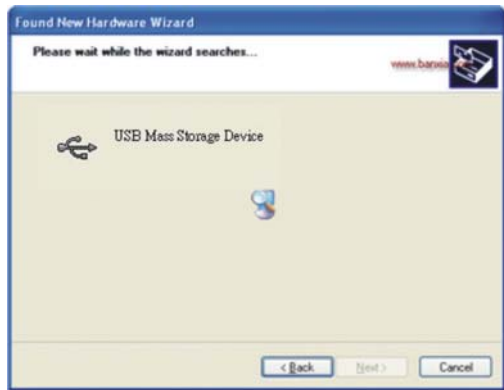 Found New Hardware Wizard
Please wait while the wizard searches...
USB Mass Storage Device
< Back
Next >
Cancel